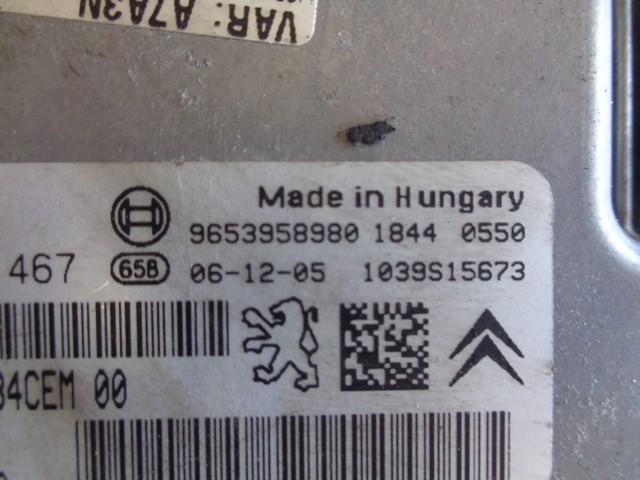 VAR: A7A3N
Made in Hungary
9653958980 1844 0550
467 658 06-12-05 1039S15673
34CEM 00